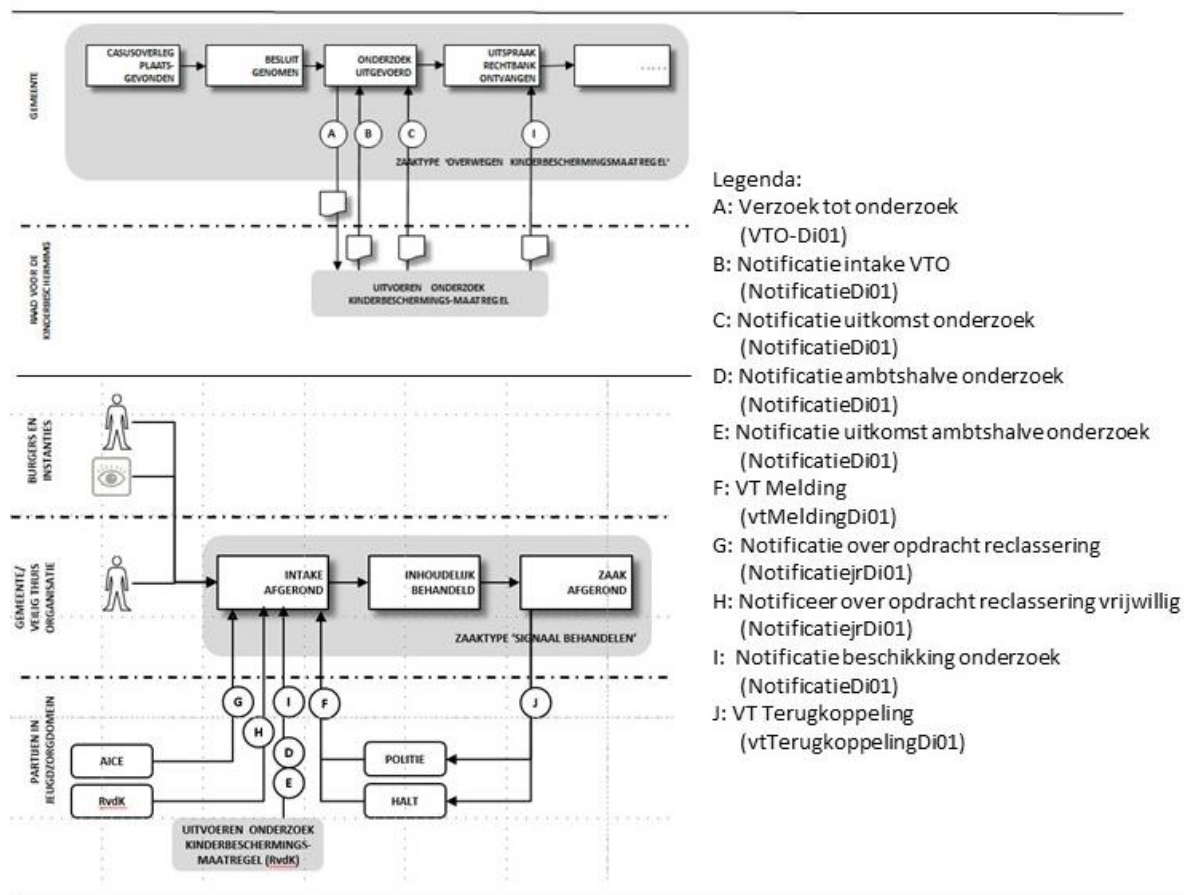 GEMEENTE
CASUSOVERLEG
PLAATS-
GEVONDEN
BESLUIT
GENOMEN
ONDERZOEK
UITGEVOERD
UITSPRAAK
RECHTBANK
ONTVANGEN
.....
A
B
C
I
ZAAKTYPE 'OVERWEGEN KINDERBESCHERMINGSMAATREGEL'
RAAD VOOR DE
KINDERBESCHERMING
UITVOEREN ONDERZOEK
KINDERBESCHERMINGS-MAATREGEL
BURGERS EN
INSTANTIES
GEMEENTE/
VEILIG THUIS
ORGANISATIE
INTAKE
AFGEROND
INHOUDELIJK
BEHANDELD
ZAAK
AFGEROND
ZAAKTYPE 'SIGNAAL BEHANDELEN'
PARTIJEN IN
JEUGDZORGDOMEIN
G
H
I
F
J
D
E
AICE
RvdK
POLITIE
HALT
UITVOEREN ONDERZOEK
KINDERBESCHERMINGS-
MAATREGEL (RvdK)
Legenda:
A: Verzoek tot onderzoek
(VTO-Di01)
B: Notificatie intake VTO
(NotificatieDi01)
C: Notificatie uitkomst onderzoek
(NotificatieDi01)
D: Notificatie ambtshalve onderzoek
(NotificatieDi01)
E: Notificatie uitkomst ambtshalve onderzoek
(NotificatieDi01)
F: VT Melding
(vtMeldingDi01)
G: Notificatie over opdracht reclassering
(NotificatiejrDi01)
H: Notificeer over opdracht reclassering vrijwillig
(NotificatiejrDi01)
I: Notificatie beschikking onderzoek
(NotificatieDi01)
J: VT Terugkoppeling
(vtTerugkoppelingDi01)